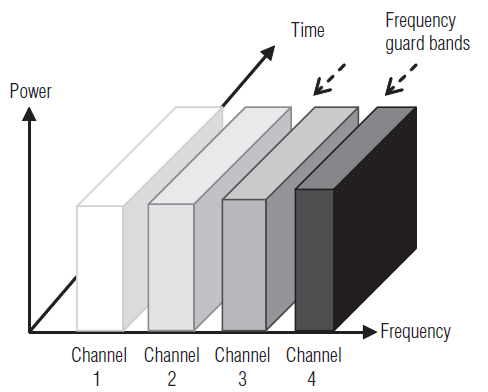 Time
Frequency
guard bands
Power
Frequency
Channel Channel Channel Channel
1 2 3 4